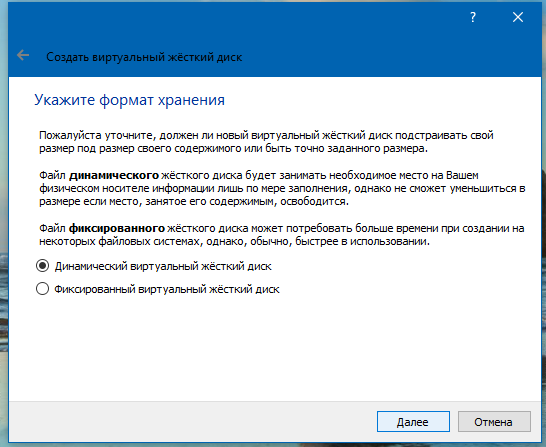 ?
Создать виртуальный жёсткий диск
Укажите формат хранения
Пожалуйста уточните, должен ли новый виртуальный жёсткий диск подстраивать свой
размер под размер своего содержимого или быть точно заданного размера.
Файл динамического жёсткого диска будет занимать необходимое место на Вашем
физическом носителе информации лишь по мере заполнения, однако не сможет уменьшиться в
размере если место, занятое его содержимым, освободится.
Файл фиксированного жёсткого диска может потребовать больше времени при создании на
некоторых файловых системах, однако, обычно, быстрее в использовании.
Динамический виртуальный жёсткий диск
Фиксированный виртуальный жёсткий диск
Далее
Отмена